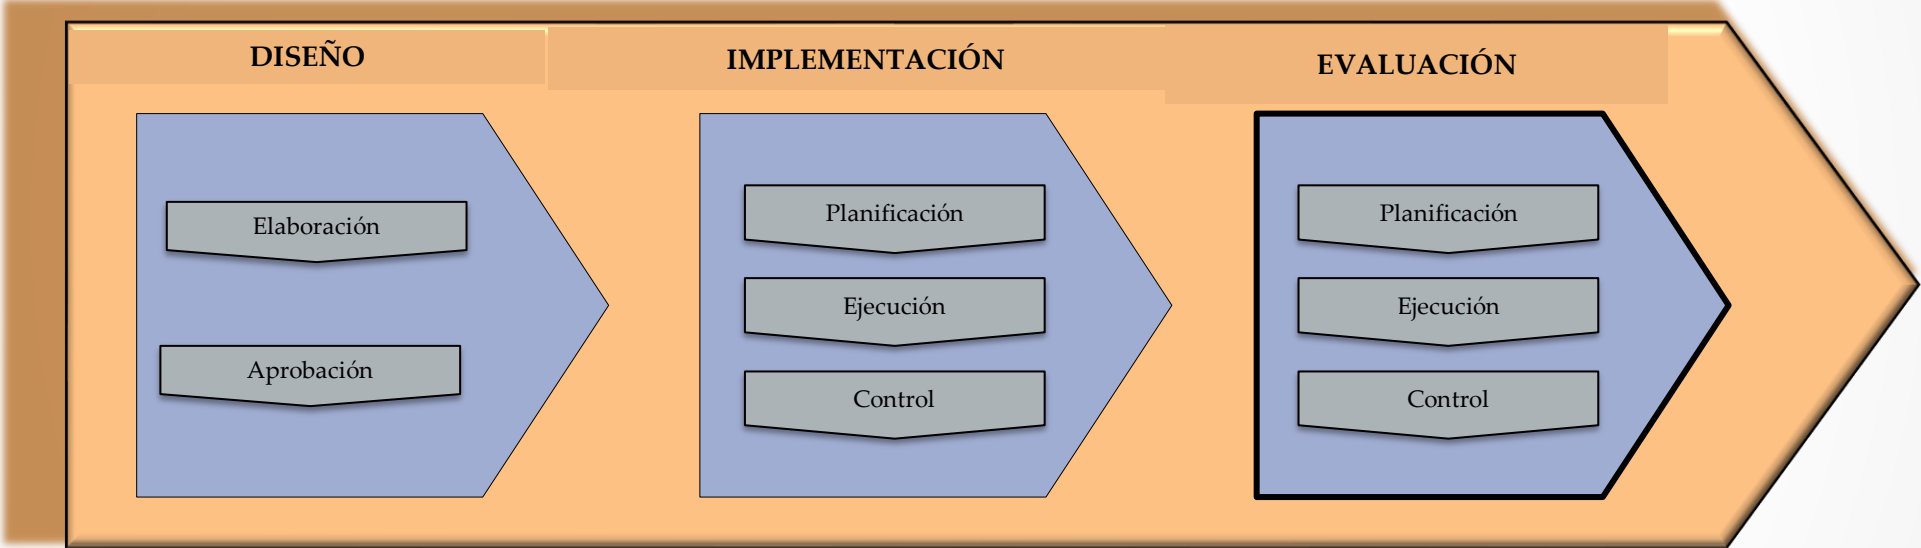 DISEÑO
Elaboración
Aprobación
IMPLEMENTACIÓN
Planificación
Ejecución
Control
EVALUACIÓN
Planificación
Ejecución
Control